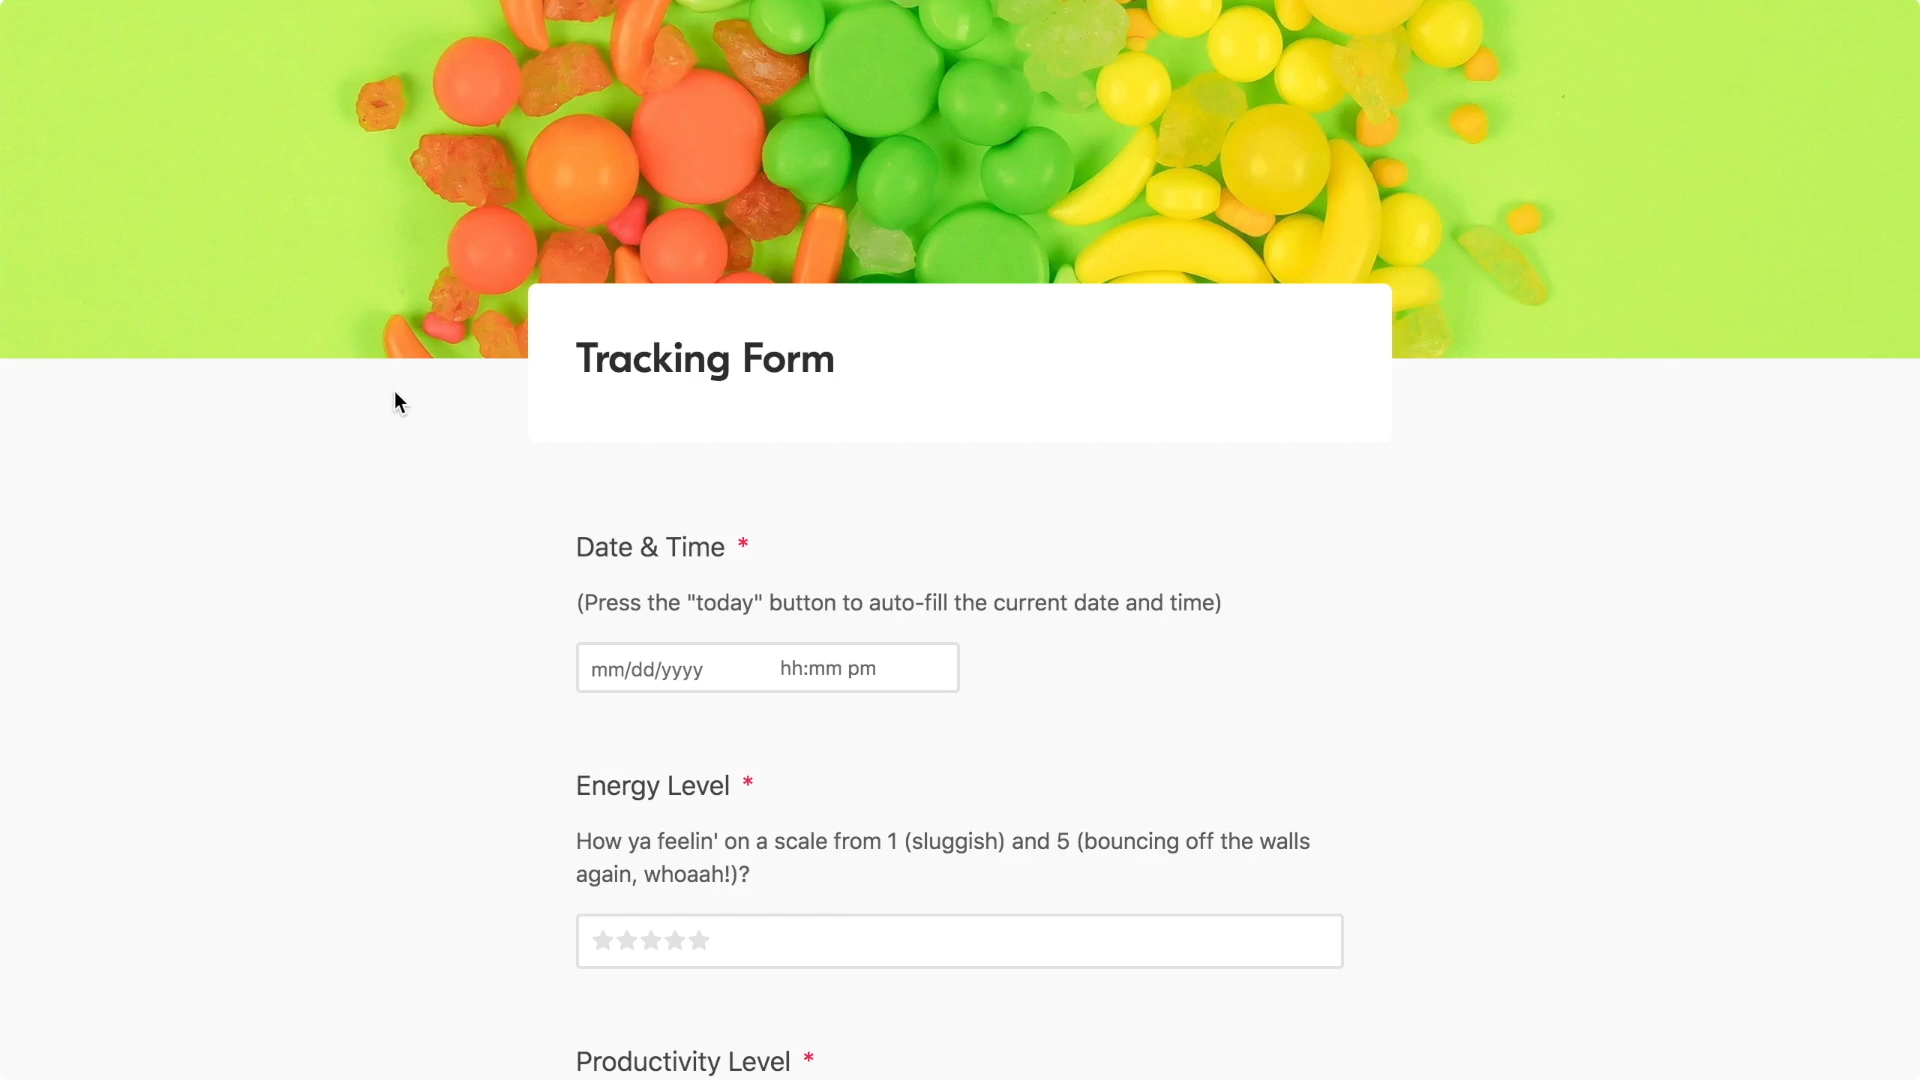 Tracking Form
Date & Time *
(Press the "today" button to auto-fill the current date and time)
mm/dd/yyyy hh:mm pm
Energy Level *
How ya feelin' on a scale from 1 (sluggish) and 5 (bouncing off the walls
again, whoaah!)?
Productivity Level *